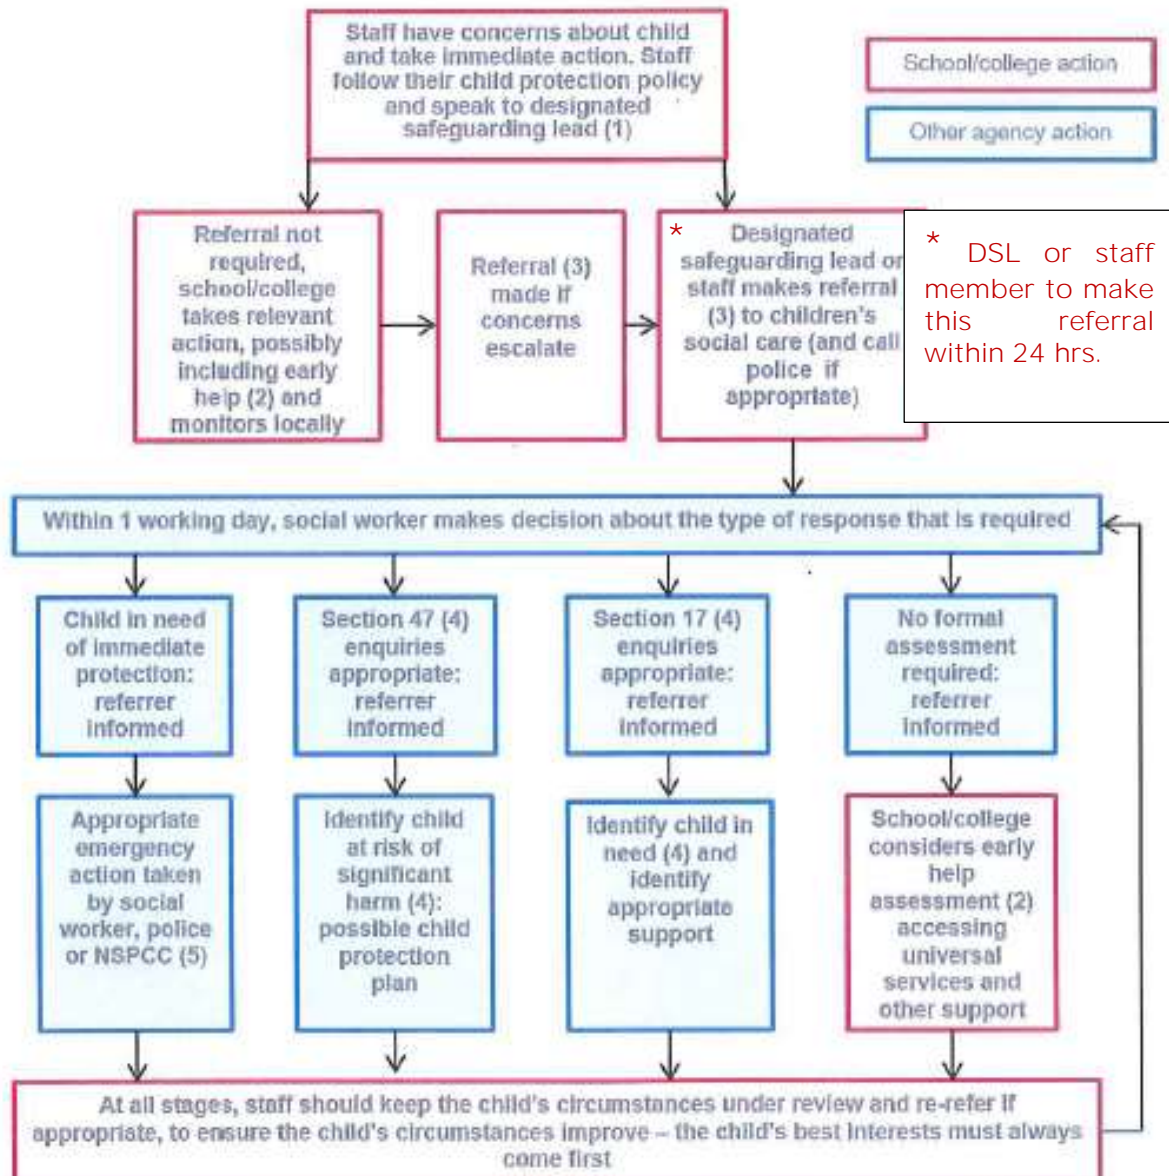 Staff have concerns about child
and take immediate action. Staff
follow their child protection policy
and speak to designated
safeguarding lead (1)
School/college action
Other agency action
Referral not
required,
school/college
takes relevant
action, possibly
including early
help (2) and
monitors locally
Referral (3)
made if
concerns
escalate
* Designated
safeguarding lead or
staff makes referral
(3) to children's
social care (and call
police if
appropriate)
* DSL or staff
member to make
this referral
within 24 hrs.
Within 1 working day, social worker makes decision about the type of response that is required
Child in need
of immediate
protection:
referrer
informed
Section 47 (4)
enquiries
appropriate:
referrer
informed
Section 17 (4)
enquiries
appropriate:
referrer
informed
No formal
assessment
required:
referrer
informed
Appropriate
emergency
action taken
by social
worker, police
or NSPCC (5)
Identify child
at risk of
significant
harm (4):
possible child
protection
plan
Identify child in
need (4) and
identify
appropriate
support
School/college
considers early
help
assessment (2)
accessing
universal
services and
other support
At all stages, staff should keep the child's circumstances under review and re-refer if
appropriate, to ensure the child's circumstances improve – the child's best interests must always
come first